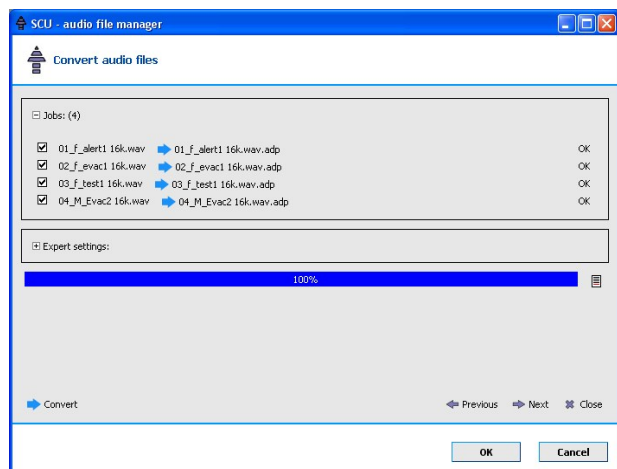 SCU - audio file manager
Convert audio files
Jobs: (4)
01_f_alert1 16k.wav 01_f_alert1 16k.wav.adp OK
02_f_evac1 16k.wav 02_f_evac1 16k.wav.adp OK
03_f_test1 16k.wav 03_f_test1 16k.wav.adp OK
04_M_Evac2 16k.wav 04_M_Evac2 16k.wav.adp OK
Expert settings:
100%
Convert Previous Next Close
OK Cancel